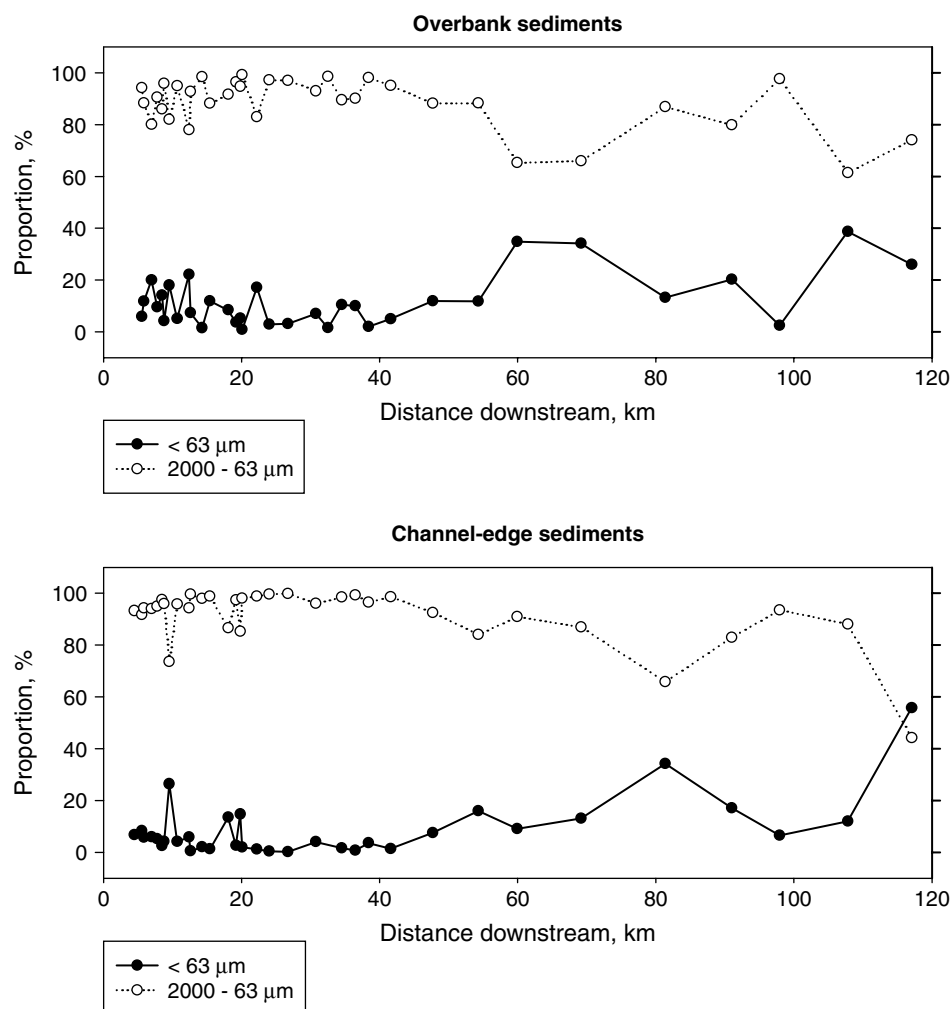 Overbank sediments
100
80
60
40
20
0
Proportion, %
0 20 40 60 80 100 120
Distance downstream, km
< 63 μm
2000 - 63 μm
Channel-edge sediments
100
80
60
40
20
0
Proportion, %
0 20 40 60 80 100 120
Distance downstream, km
< 63 μm
2000 - 63 μm